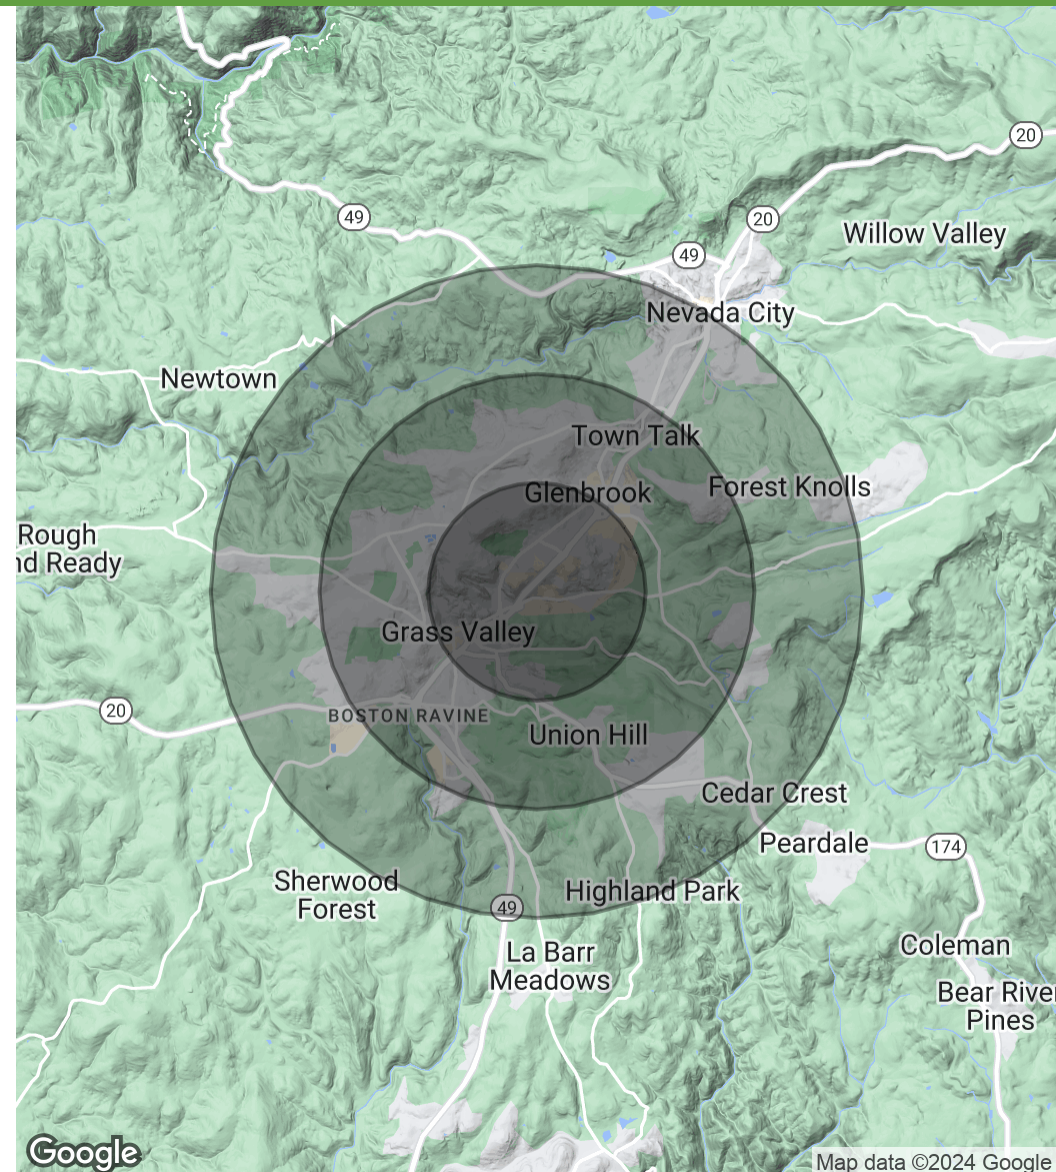 20
49
20
Willow Valley
49
Nevada City
Newtown
Town Talk
Glenbrook
Forest Knolls
Rough
nd Ready
Grass Valley
20
BOSTON RAVINE
Union Hill
Cedar Crest
Peardale
174
Sherwood
Forest
Highland Park
49
La Barr
Meadows
Coleman
Bear River
Pines
Google
Map data ©2024 Google